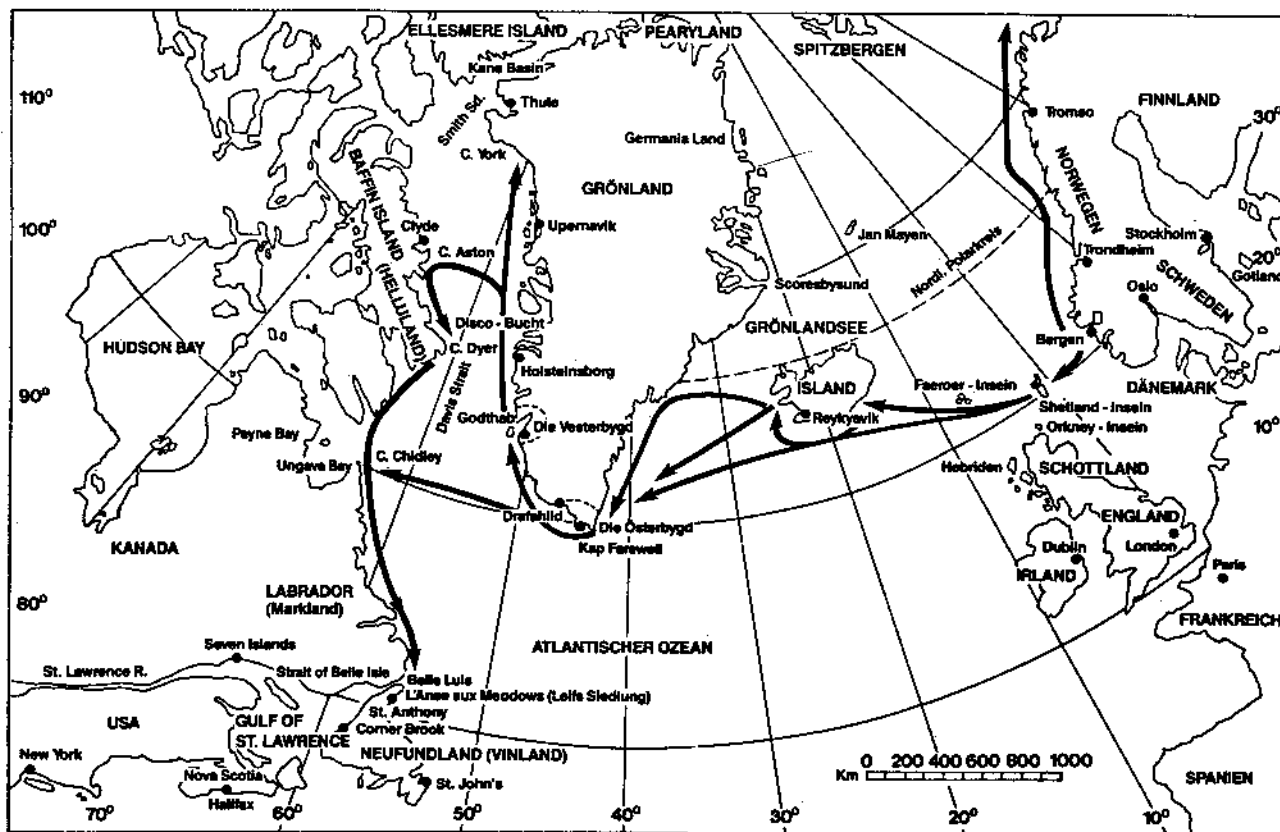 ELLESMERE ISLAND
PEARYLAND
SPITZBERGEN
Kane Basin
110°
Thule
Smith Sd.
FINNLAND
Tromso
30°
Germania Land
C. York
BAFFIN ISLAND
(HELLULAND)
GRÖNLAND
NORWEGEN
100°
Clyde
Upernavik
Jan Mayen
Nordl. Polarkreis
Stockholm
Trondheim
20°
C. Aston
Gotland
SCHWEDEN
Scoresbysund
Oslo
Disco - Bucht
GRÖNLANDSEE
HUDSON BAY
C. Dyer
Bergen
Holsteinsborg
ISLAND
Faeroer - Inseln
DÄNEMARK
90°
Davis Strait
Godthab
Reykyavik
Shetland - Inseln
Payne Bay
Die Vesterbygd
Orkney - Inseln
10°
Ungava Bay
C. Chidley
Hebriden
SCHOTTLAND
Drafshlid
Die Osterbygd
ENGLAND
KANADA
Kap Farewell
Dublin
London
IRLAND
Paris
LABRADOR
(Markland)
80°
FRANKREICH
Seven Islands
ATLANTISCHER OZEAN
St. Lawrence R.
Strait of Belle Isle
Belle Luis
L'Anse aux Meadows (Leifs Siedlung)
St. Anthony
USA
GULF OF
ST. LAWRENCE
Corner Brook
NEUFUNDLAND (VINLAND)
New York
Nova Scotia
St. John's
Halifax
0 200 400 600 800 1000
Km
SPANIEN
70°
60°
50°
40°
30°
20°
10°